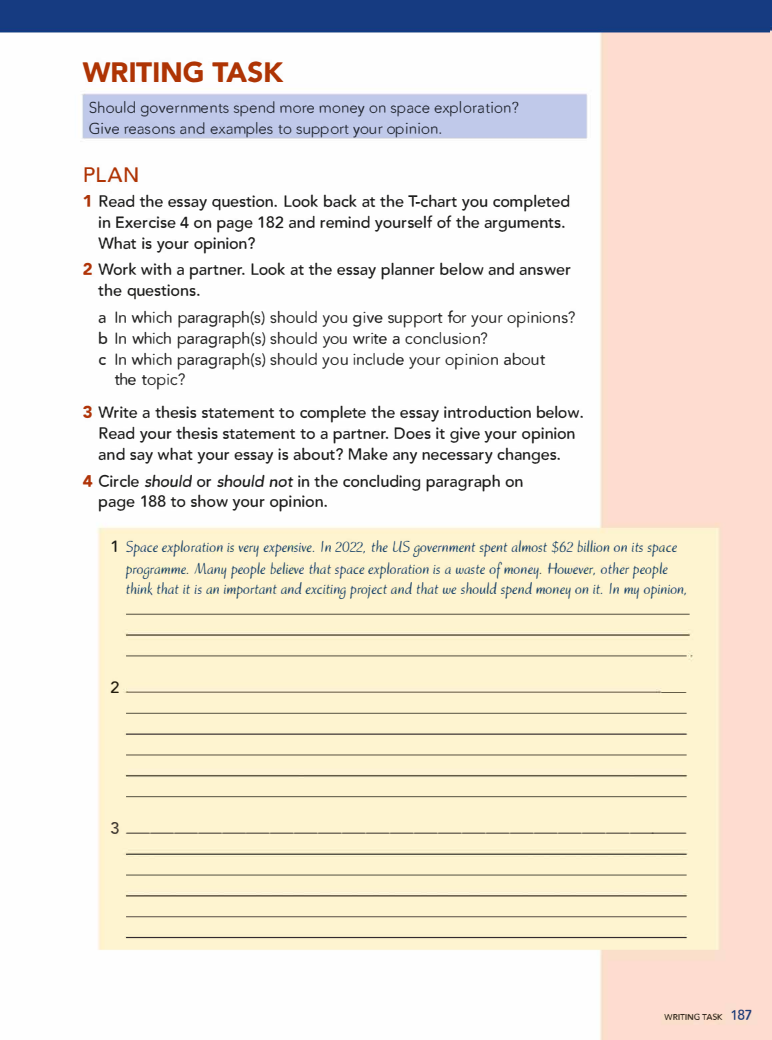 WRITING TASK
Should governments spend more money on space exploration?
Give reasons and examples to support your opinion.
PLAN
1 Read the essay question. Look back at the T-chart you completed
in Exercise 4 on page 182 and remind yourself of the arguments.
What is your opinion?
2 Work with a partner. Look at the essay planner below and answer
the questions.
a In which paragraph(s) should you give support for your opinions?
b In which paragraph(s) should you write a conclusion?
c In which paragraph(s) should you include your opinion about
the topic?
3 Write a thesis statement to complete the essay introduction below.
Read your thesis statement to a partner. Does it give your opinion
and say what your essay is about? Make any necessary changes.
4 Circle should or should not in the concluding paragraph on
page 188 to show your opinion.
1 Space exploration is very expensive. In 2022, the US government spent almost $62 billion on its space
programme. Many people believe that space exploration is a waste of money. However, other people
think that it is an important and exciting project and that we should spend money on it. In my opinion,
.
2
3
WRITING TASK 187